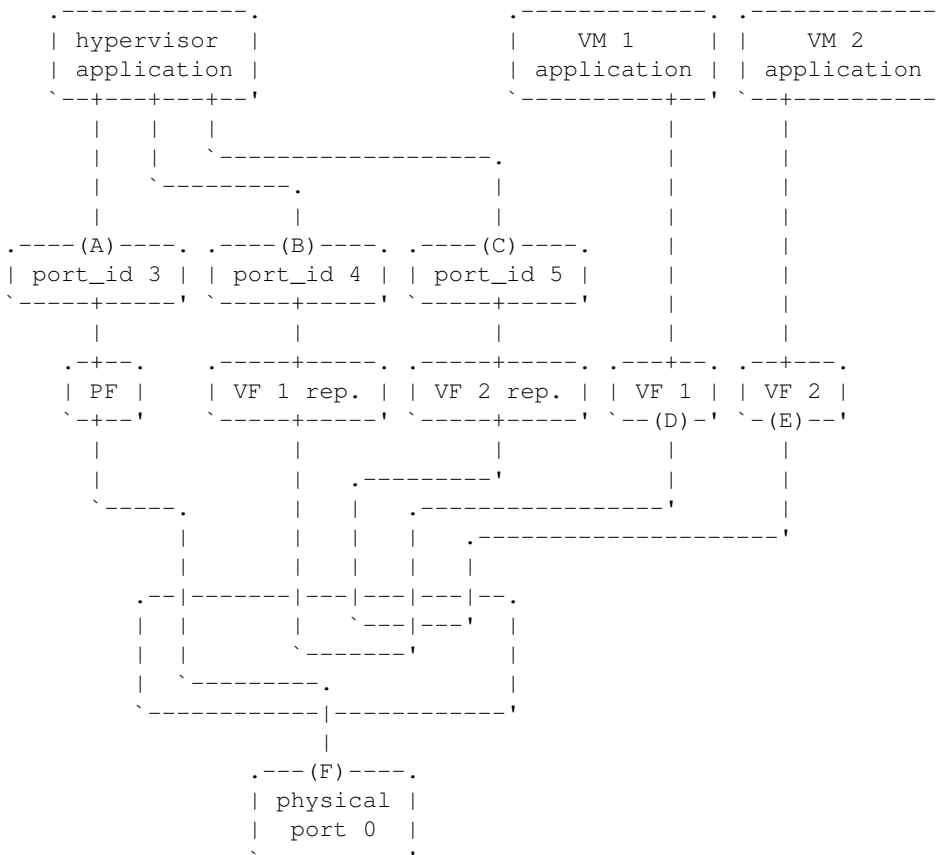 hypervisor application
VM 1 application
VM 2 application
(A)
(B)
(C)
port_id 3
port_id 4
port_id 5
PF
VF 1 rep.
VF 2 rep.
VF 1
VF 2
(D)
(E)
(F)
physical
port 0